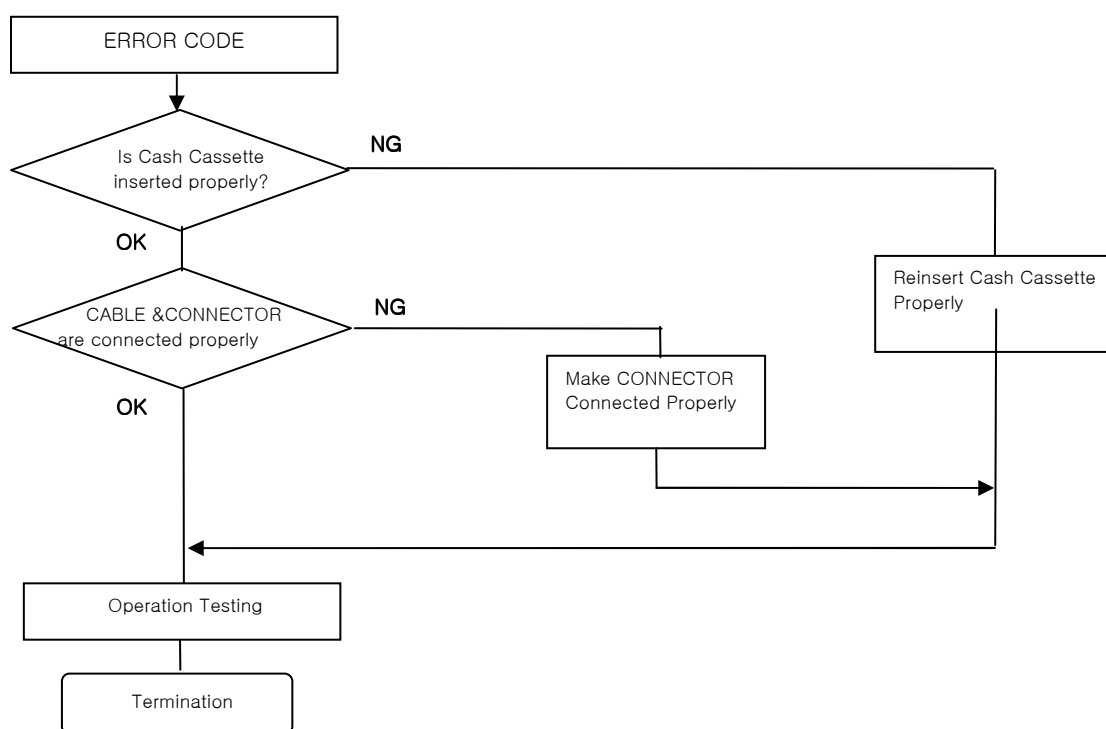 ERROR CODE
Is Cash Cassette
inserted properly?
NG
OK
CABLE &CONNECTOR
are connected properly
NG
OK
Reinsert Cash Cassette
Properly
Make CONNECTOR
Connected Properly
Operation Testing
Termination